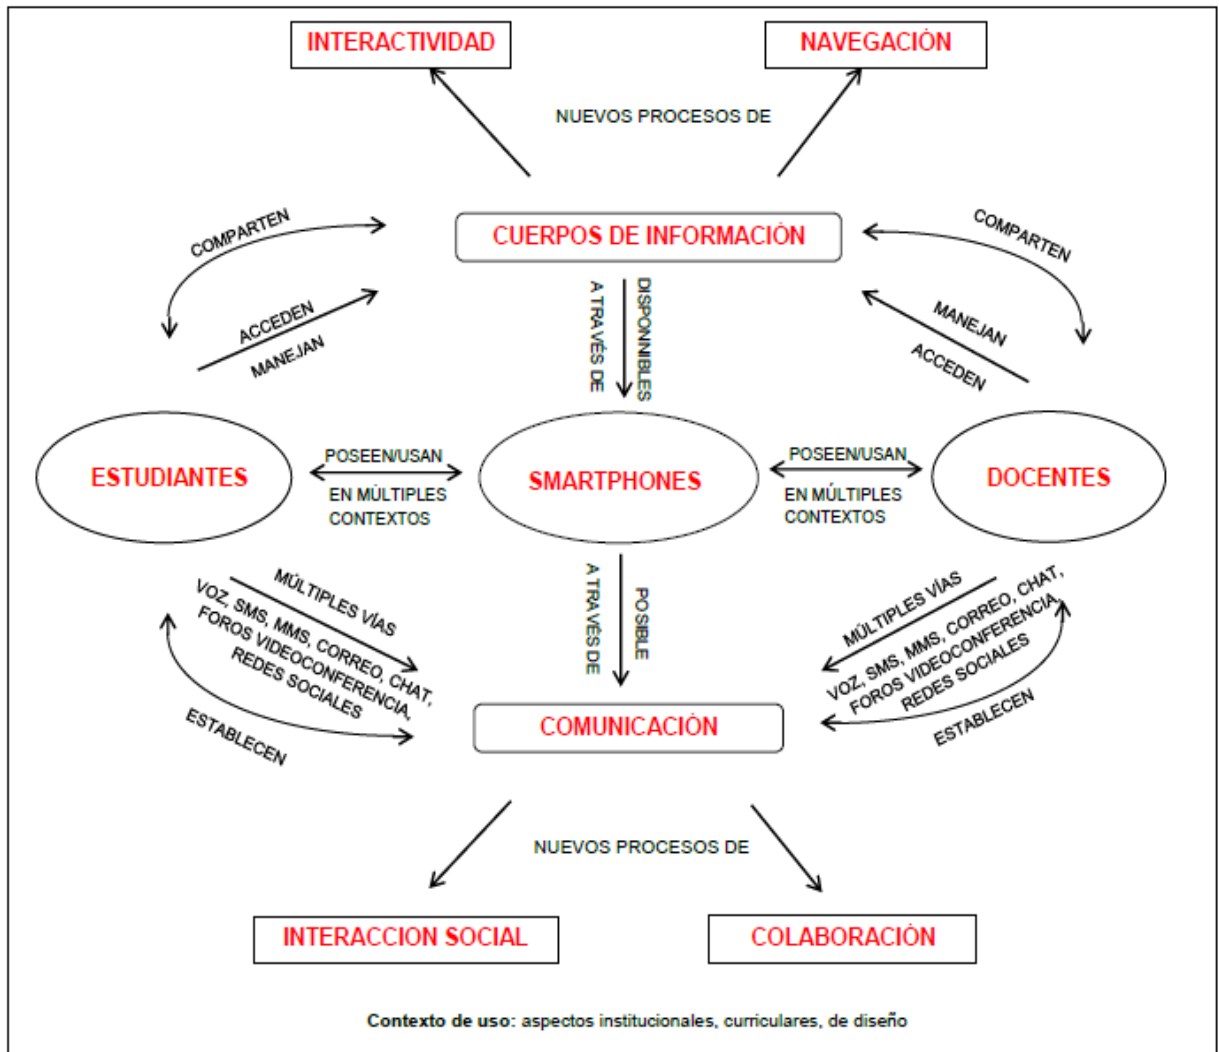 INTERACTIVIDAD
NAVEGACIÓN
NUEVOS PROCESOS DE
COMPARTEN
CUERPOS DE INFORMACIÓN
COMPARTEN
ACCEDEN
MANEJAN
A TRAVÉS DE
DISPONNIBLES
MANEJAN
ACCEDEN
ESTUDIANTES
POSEEN/USAN
EN MÚLTIPLES
CONTEXTOS
SMARTPHONES
POSEEN/USAN
EN MÚLTIPLES
CONTEXTOS
DOCENTES
MÚLTIPLES VÍAS
VOZ, SMS, MMS, CORREO, CHAT,
FOROS VIDEOCONFERENCIA,
REDES SOCIALES
ESTABLECEN
A TRAVÉS DE
POSIBLE
MÚLTIPLES VÍAS
VOZ, SMS, MMS, CORREO, CHAT,
FOROS VIDEOCONFERENCIA,
REDES SOCIALES
ESTABLECEN
COMUNICACIÓN
NUEVOS PROCESOS DE
INTERACCION SOCIAL
COLABORACIÓN
Contexto de uso: aspectos institucionales, curriculares, de diseño